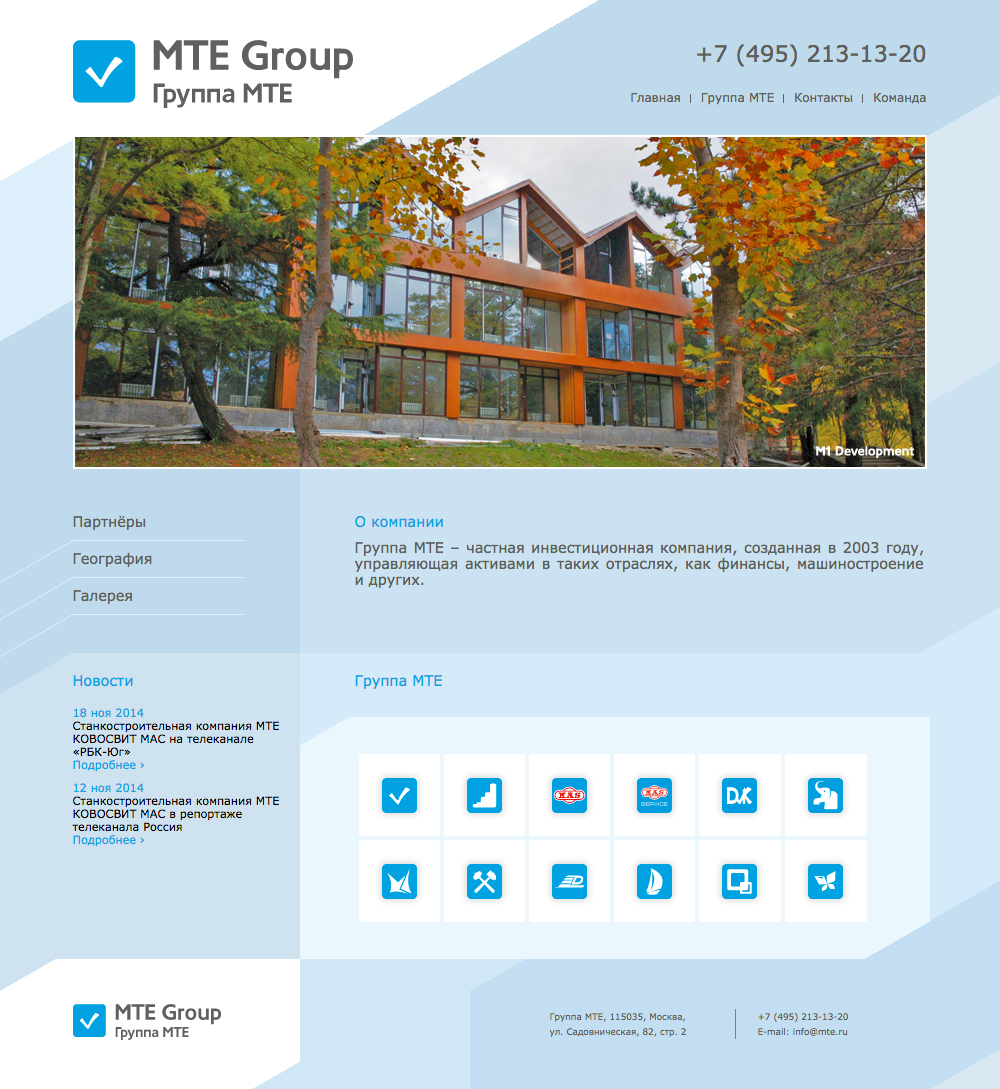 MTE Group
Группа МТЕ
+7 (495) 213-13-20
Главная | Группа МТЕ | Контакты | Команда
M1 Development
Партнёры
География
Галерея
О компании
Группа МТЕ – частная инвестиционная компания, созданная в 2003 году,
управляющая активами в таких отраслях, как финансы, машиностроение
и других.
Новости
18 ноя 2014
Станкостроительная компания МТЕ
КОВОСВИТ МАС на телеканале
«РБК-Юг»
Подробнее ›
12 ноя 2014
Станкостроительная компания МТЕ
КОВОСВИТ МАС в репортаже
телеканала Россия
Подробнее ›
Группа МТЕ
MAS
MAS
SERVICE
DVK
MTE Group
Группа МТЕ
Группа МТЕ, 115035, Москва,
ул. Садовническая, 82, стр. 2
+7 (495) 213-13-20
E-mail: info@mte.ru